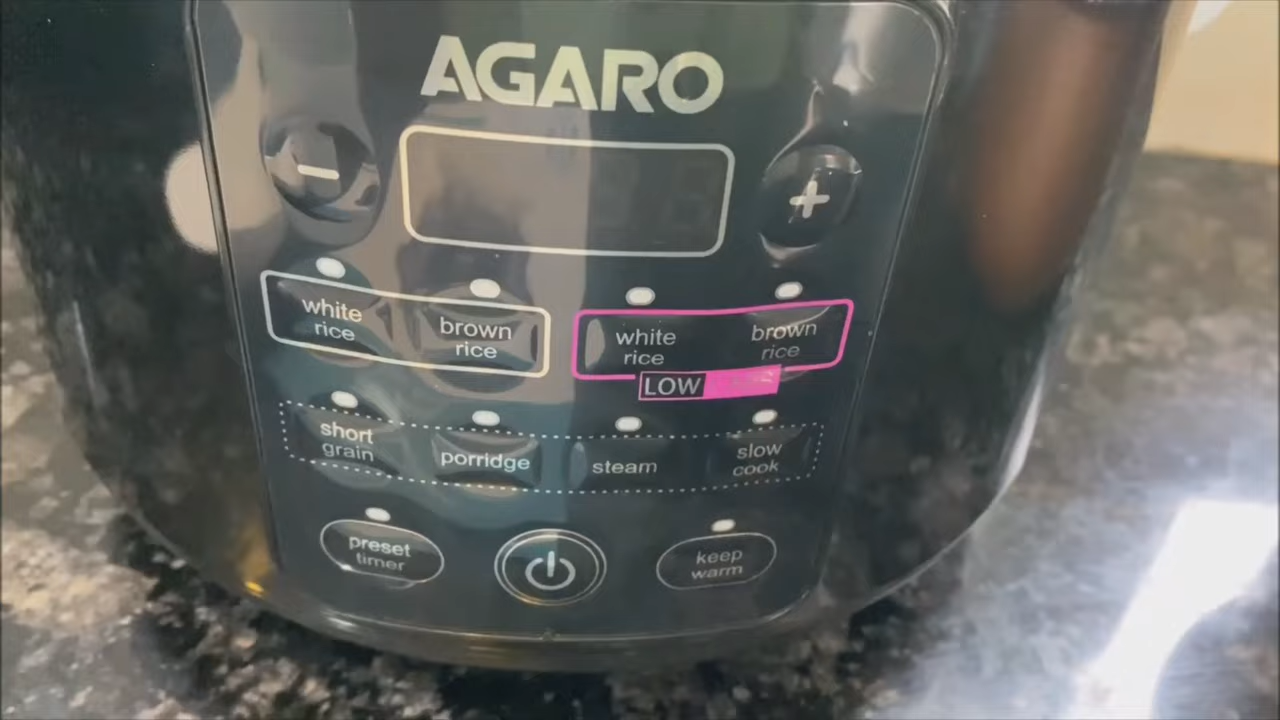 AGARO
white
rice
brown
rice
white
rice
brown
rice
LOW
short
grain
porridge
steam
slow
cook
preset
timer
keep
warm